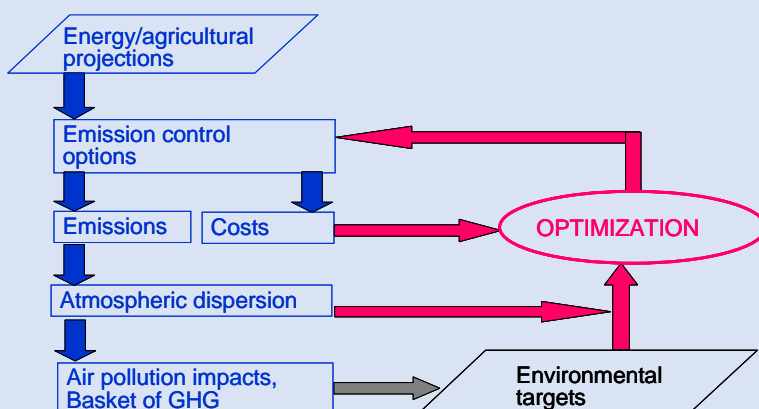 Energy/agricultural
projections
Emission control
options
Emissions
Costs
OPTIMIZATION
Atmospheric dispersion
Air pollution impacts,
Basket of GHG
Environmental
targets